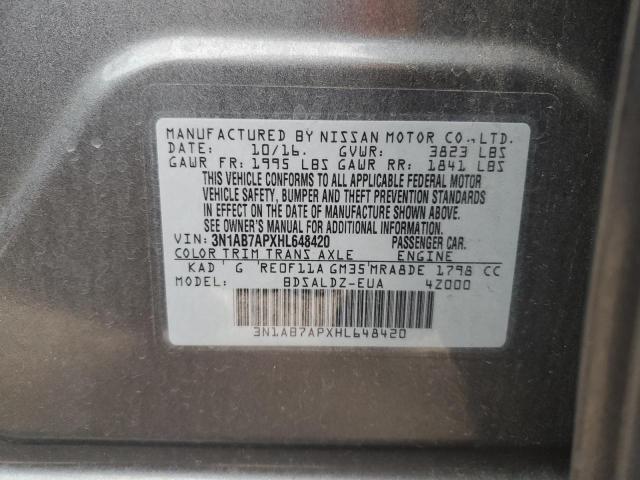 MANUFACTURED BY NISSAN MOTOR CO.,LTD.
DATE: 10/16. GVWR: 3823 LBS
GAWR FR: 1995 LBS GAWR RR: 1841 LBS
THIS VEHICLE CONFORMS TO ALL APPLICABLE FEDERAL MOTOR
VEHICLE SAFETY, BUMPER AND THEFT PREVENTION STANDARDS
IN EFFECT ON THE DATE OF MANUFACTURE SHOWN ABOVE.
SEE OWNER'S MANUAL FOR ADDITIONAL INFORMATION.
VIN: 3N1AB7APXHL648420 PASSENGER CAR.
COLOR TRIM TRANS AXLE ENGINE
KAD G RE0F11A GM35 MRA8DE 1798 CC
MODEL: BDSALDZ-EUA 4Z000
3N1AB7APXHL648420